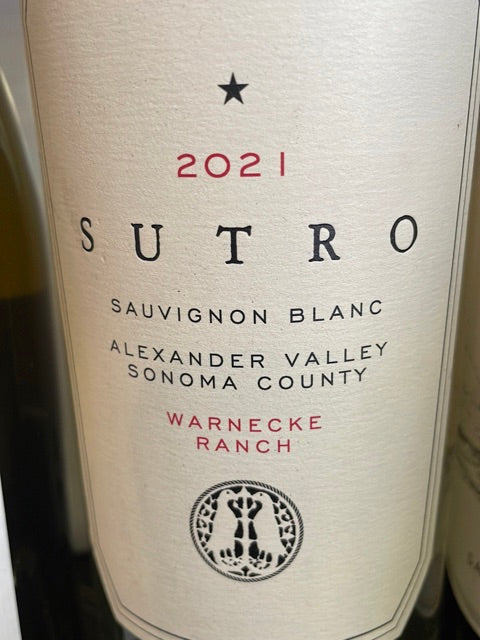 2021
SUTRO
SAUVIGNON BLANC
ALEXANDER VALLEY
SONOMA COUNTY
WARNECKE
RANCH